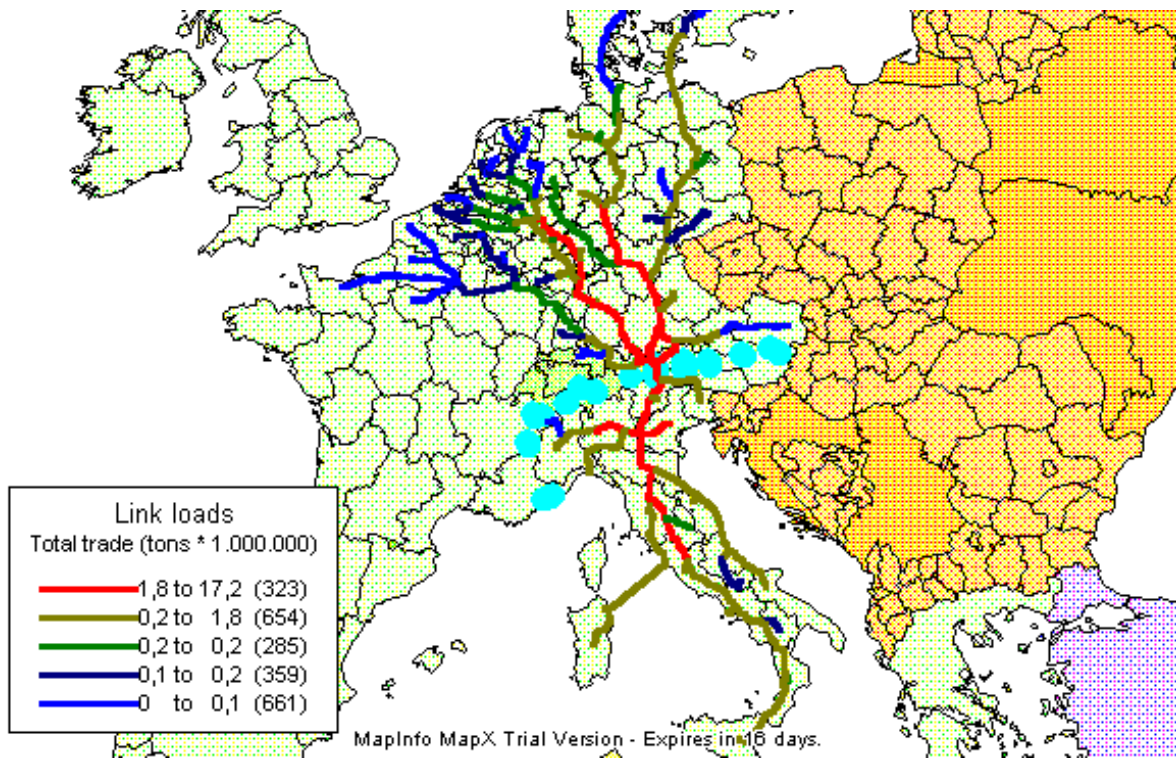 Link loads
Total trade (tons * 1.000.000)
1,8 to 17,2 (323)
0,2 to 1,8 (654)
0,2 to 0,2 (285)
0,1 to 0,2 (359)
0 to 0,1 (661)
MapInfo MapX Trial Version - Expires in 16 days.